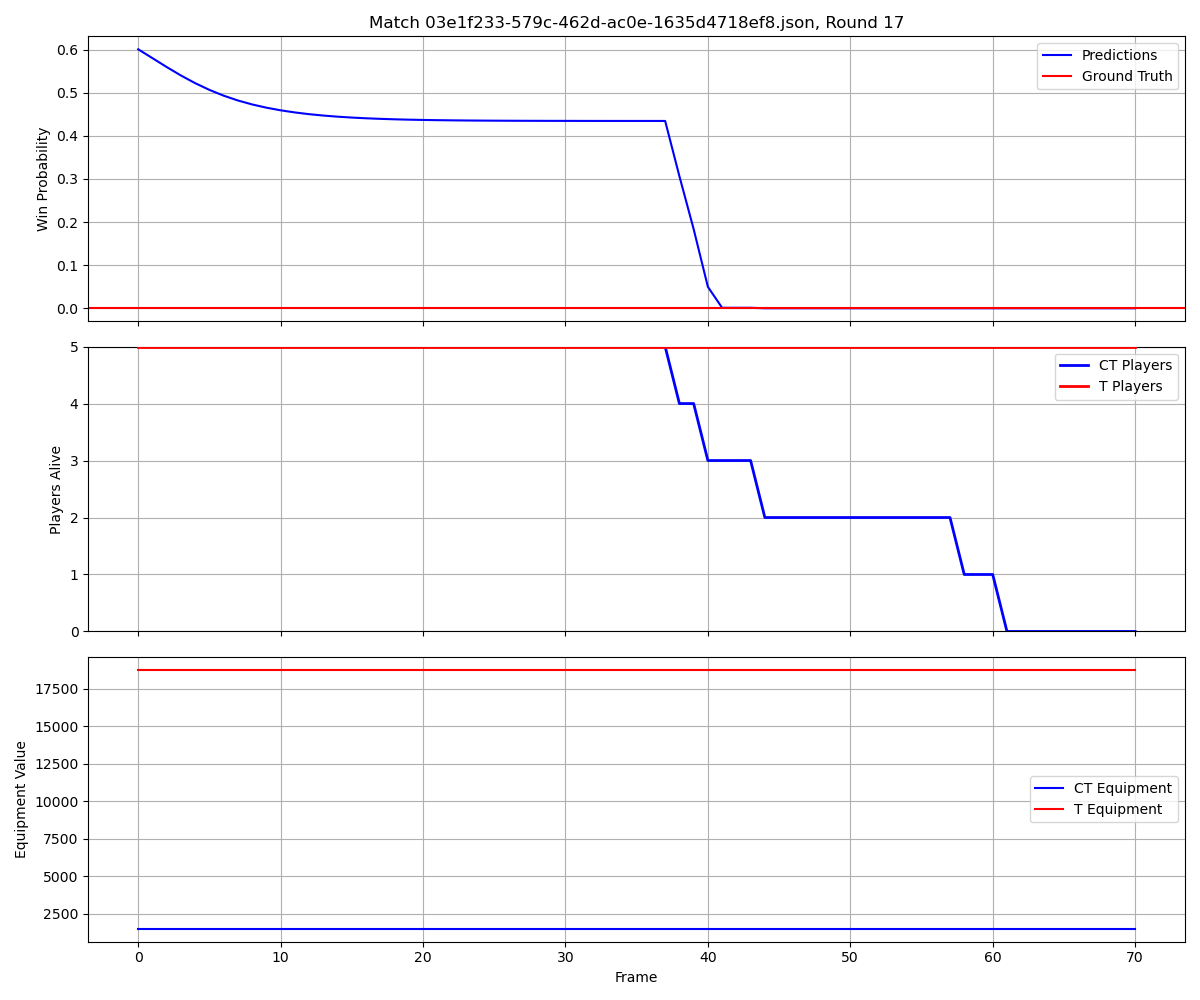 Match 03e1f233-579c-462d-ac0e-1635d4718ef8.json, Round 17
0.6
0.5
0.4
0.3
0.2
0.1
0.0
Win Probability
Predictions
Ground Truth
5
4
3
2
1
0
Players Alive
CT Players
T Players
17500
15000
12500
10000
7500
5000
2500
Equipment Value
CT Equipment
T Equipment
0 10 20 30 40 50 60 70
Frame